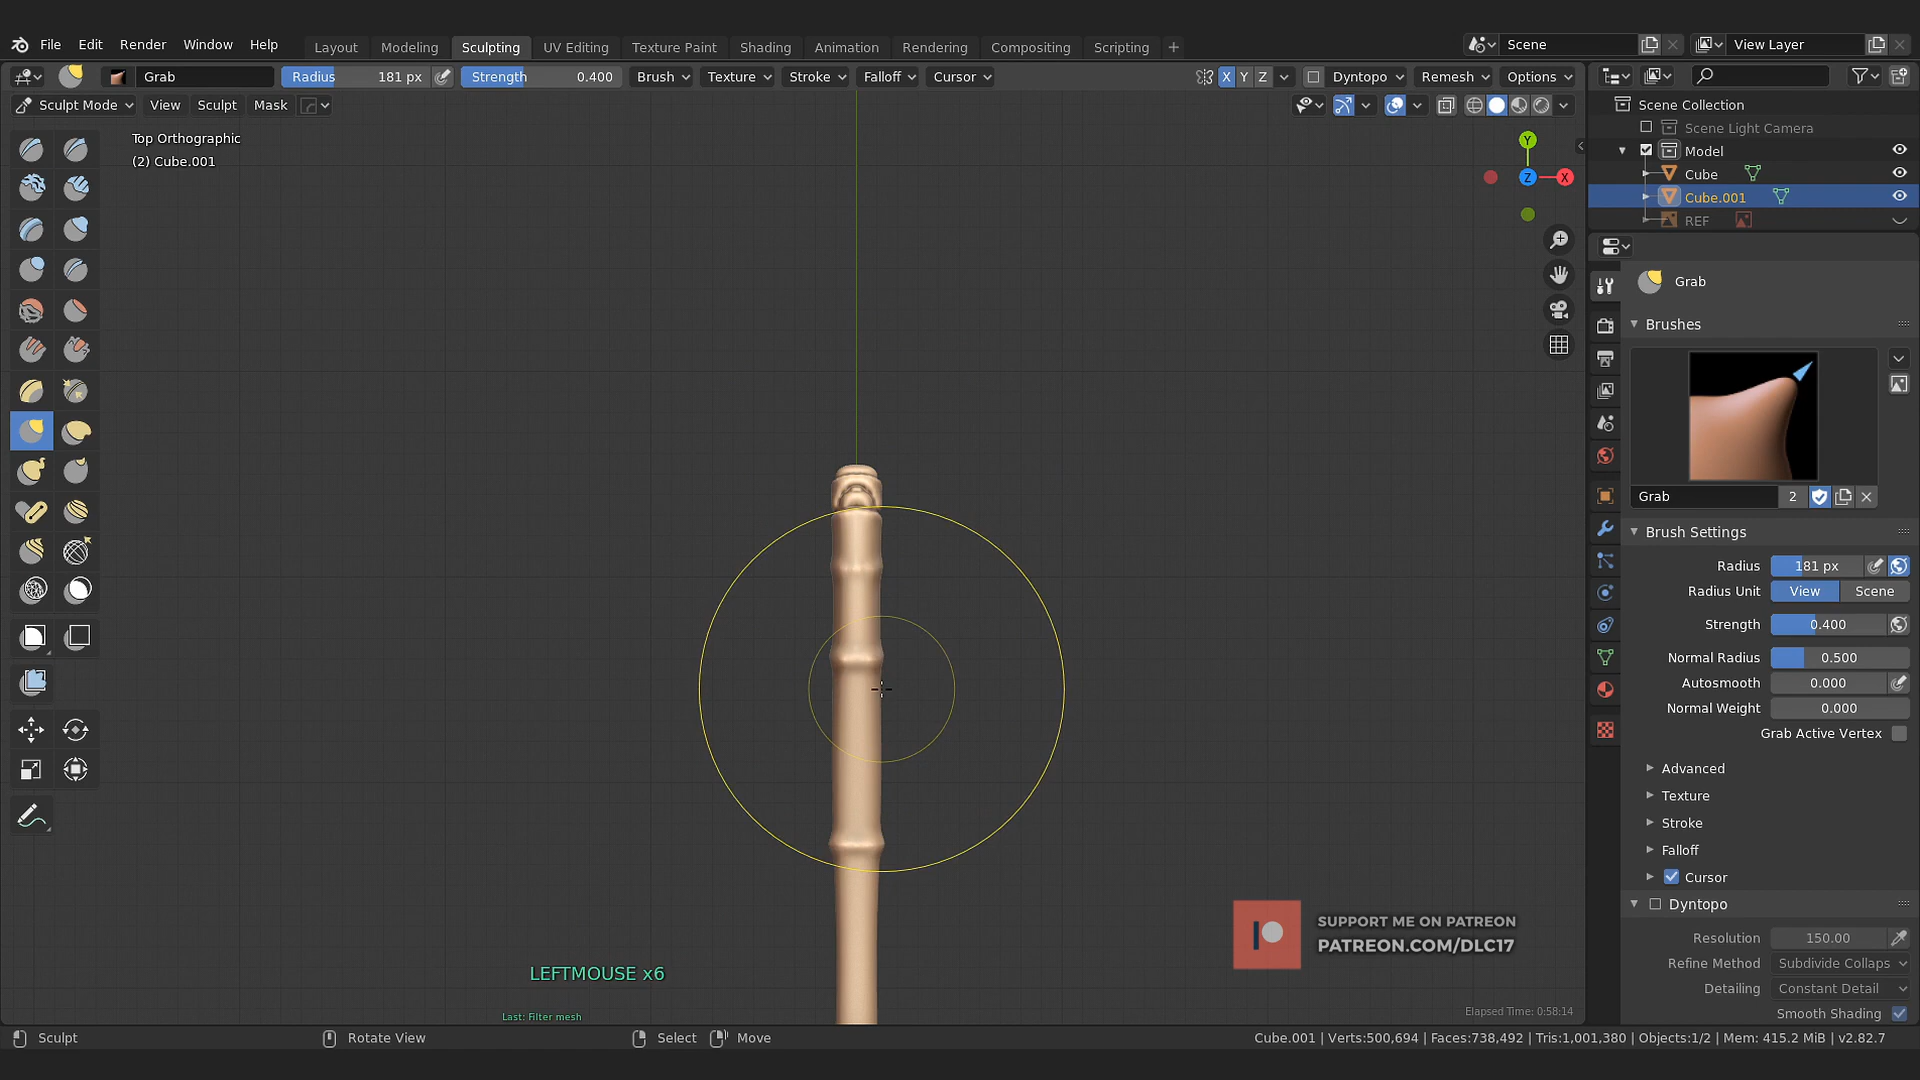 File Edit Render Window Help Layout Modeling Sculpting UV Editing Texture Paint Shading Animation Rendering Compositing Scripting + Scene View Layer
Grab Radius 181 px Strength 0.400 Brush Texture Stroke Falloff Cursor X Y Z Dyntopo Remesh Options
Sculpt Mode View Sculpt Mask
Top Orthographic
(2) Cube.001
Y
Z X
Scene Collection
Scene Light Camera
Model
Cube
Cube.001
REF
Grab
Brushes
Grab 2
Brush Settings
Radius 181 px
Radius Unit View Scene
Strength 0.400
Normal Radius 0.500
Autosmooth 0.000
Normal Weight 0.000
Grab Active Vertex
Advanced
Texture
Stroke
Falloff
Cursor
Dyntopo
Resolution 150.00
Refine Method Subdivide Collaps
Detailing Constant Detail
Smooth Shading
SUPPORT ME ON PATREON
PATREON.COM/DLC17
LEFTMOUSE x6
Last: Filter mesh
Elapsed Time: 0:58:14
Sculpt Rotate View Select Move Cube.001 | Verts:500,694 | Faces:738,492 | Tris:1,001,380 | Objects:1/2 | Mem: 415.2 MiB | v2.82.7